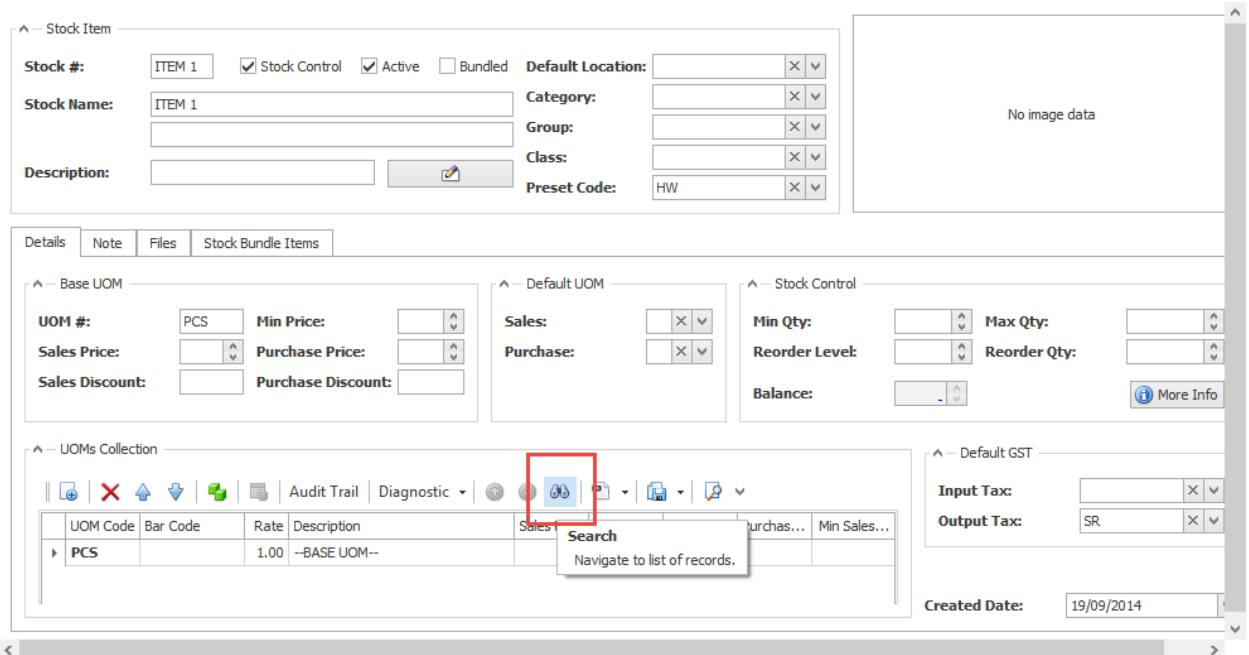 Stock Item
Stock #: ITEM 1 Stock Control Active Bundled Default Location:
Stock Name: ITEM 1 Category:
Group:
Class:
Description:
Preset Code: HW
No image data
Details Note Files Stock Bundle Items
Base UOM Default UOM Stock Control
UOM #: PCS Min Price: Sales: Min Qty: Max Qty:
Sales Price: Purchase Price: Purchase: Reorder Level: Reorder Qty:
Sales Discount: Purchase Discount:
Balance: - More Info
UOMs Collection Default GST
Audit Trail Diagnostic
Input Tax:
Output Tax: SR
UOM Code Bar Code Rate Description Sales Min Sales...
PCS 1.00 --BASE UOM--
Search
Navigate to list of records.
Created Date: 19/09/2014